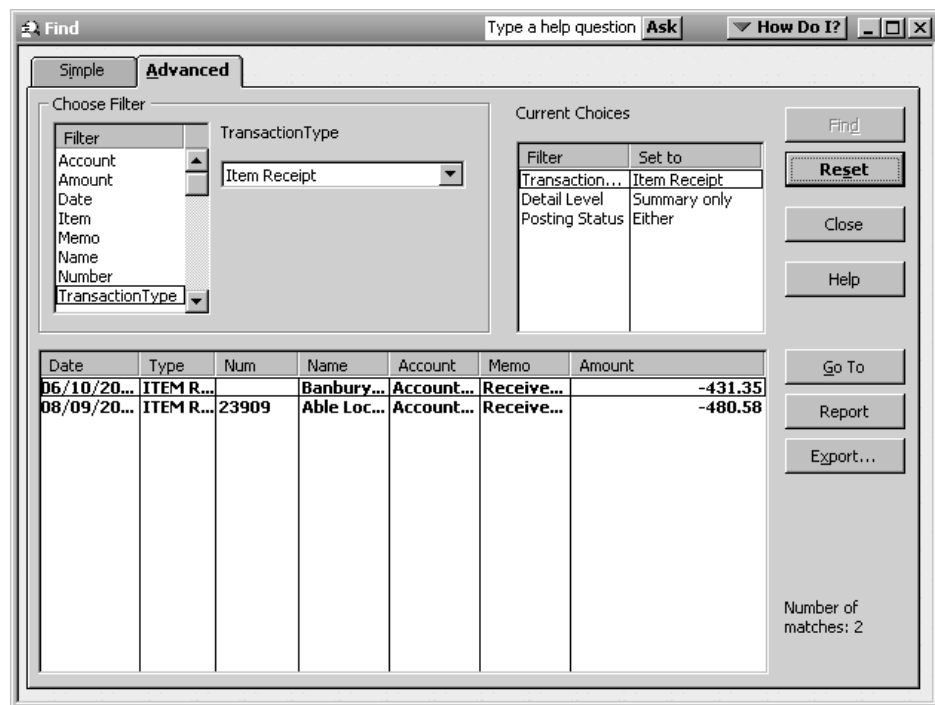 Find Type a help question Ask How Do I?
Simple Advanced
Choose Filter
Filter
Account
Amount
Date
Item
Memo
Name
Number
TransactionType
TransactionType
Item Receipt
Current Choices
Filter Set to
Transaction... Item Receipt
Detail Level Summary only
Posting Status Either
Find
Reset
Close
Help
Date Type Num Name Account Memo Amount
06/10/20... ITEM R... Banbury... Account... Receive... -431.35
08/09/20... ITEM R... 23909 Able Loc... Account... Receive... -480.58
Go To
Report
Export...
Number of
matches: 2